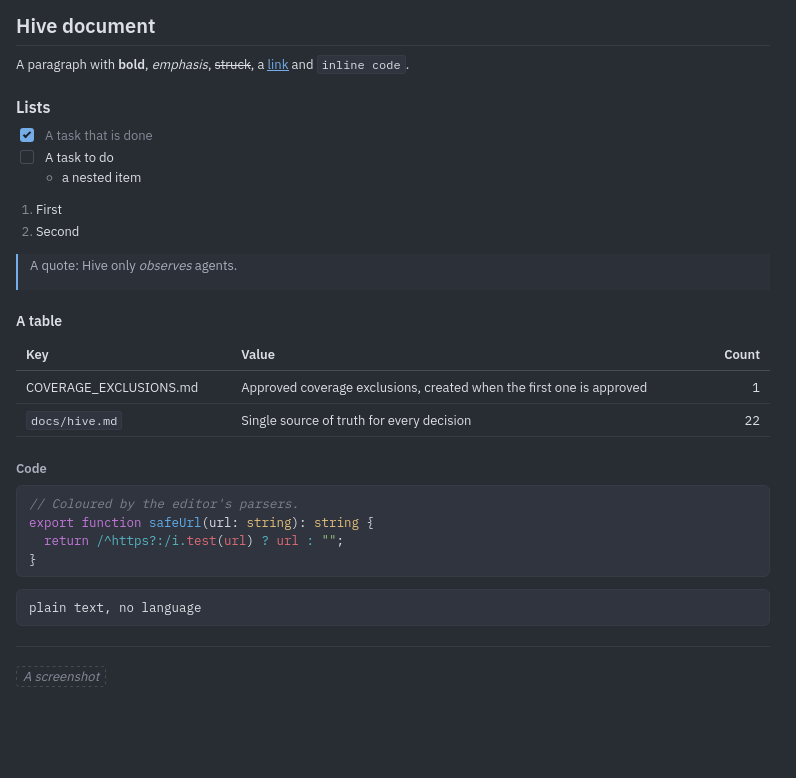 Hive document
A paragraph with bold, emphasis, struck, a link and inline code.
Lists
A task that is done
A task to do
a nested item
1. First
2. Second
A quote: Hive only observes agents.
A table
Key Value Count
COVERAGE_EXCLUSIONS.md Approved coverage exclusions, created when the first one is approved 1
docs/hive.md Single source of truth for every decision 22
Code
// Coloured by the editor's parsers.
export function safeUrl(url: string): string {
  return /^https?:/i.test(url) ? url : "";
}
plain text, no language
A screenshot